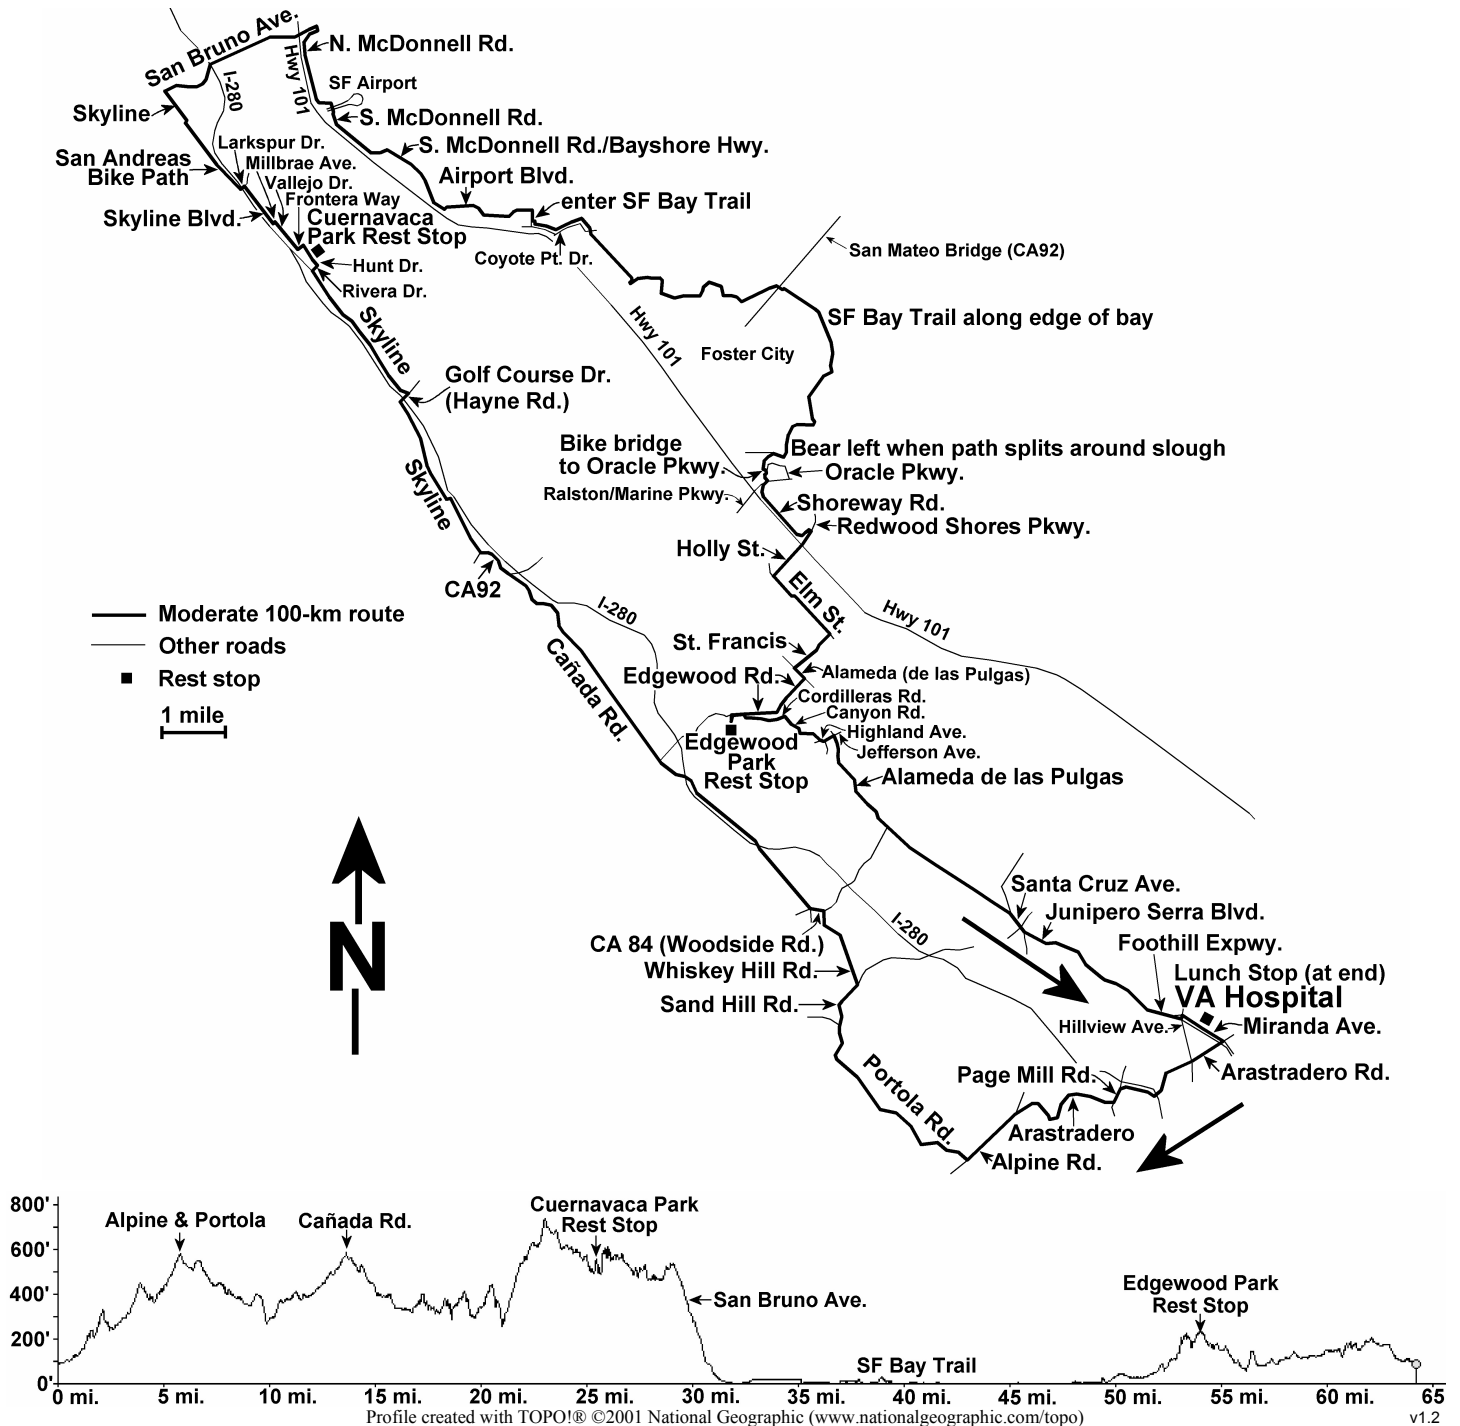 San Bruno Ave.
N. McDonnell Rd.
Hwy 101
I-280
SF Airport
Skyline
S. McDonnell Rd.
Larkspur Dr.
S. McDonnell Rd./Bayshore Hwy.
San Andreas
Bike Path
Millbrae Ave.
Airport Blvd.
Vallejo Dr.
Frontera Way
enter SF Bay Trail
Skyline Blvd.
Cuernavaca
Park Rest Stop
Coyote Pt. Dr.
San Mateo Bridge (CA92)
Hunt Dr.
Rivera Dr.
Skyline
Hwy 101
SF Bay Trail along edge of bay
Foster City
Golf Course Dr.
(Hayne Rd.)
Bike bridge
to Oracle Pkwy.
Bear left when path splits around slough
Oracle Pkwy.
Skyline
Ralston/Marine Pkwy.
Shoreway Rd.
Redwood Shores Pkwy.
Holly St.
CA92
Elm St.
I-280
Hwy 101
Moderate 100-km route
Other roads
Rest stop
1 mile
St. Francis
Cañada Rd.
Edgewood Rd.
Alameda (de las Pulgas)
Cordilleras Rd.
Canyon Rd.
Highland Ave.
Jefferson Ave.
Edgewood
Park
Rest Stop
Alameda de las Pulgas
Santa Cruz Ave.
Junipero Serra Blvd.
I-280
Foothill Expwy.
CA 84 (Woodside Rd.)
Whiskey Hill Rd.
Lunch Stop (at end)
VA Hospital
Sand Hill Rd.
Hillview Ave.
Miranda Ave.
N
Portola Rd.
Page Mill Rd.
Arastradero Rd.
Arastradero
Alpine Rd.
800'
600'
400'
200'
0'
Alpine & Portola
Cañada Rd.
Cuernavaca Park
Rest Stop
San Bruno Ave.
SF Bay Trail
Edgewood Park
Rest Stop
0 mi. 5 mi. 10 mi. 15 mi. 20 mi. 25 mi. 30 mi. 35 mi. 40 mi. 45 mi. 50 mi. 55 mi. 60 mi. 65
Profile created with TOPO!® ©2001 National Geographic (www.nationalgeographic.com/topo)
v1.2